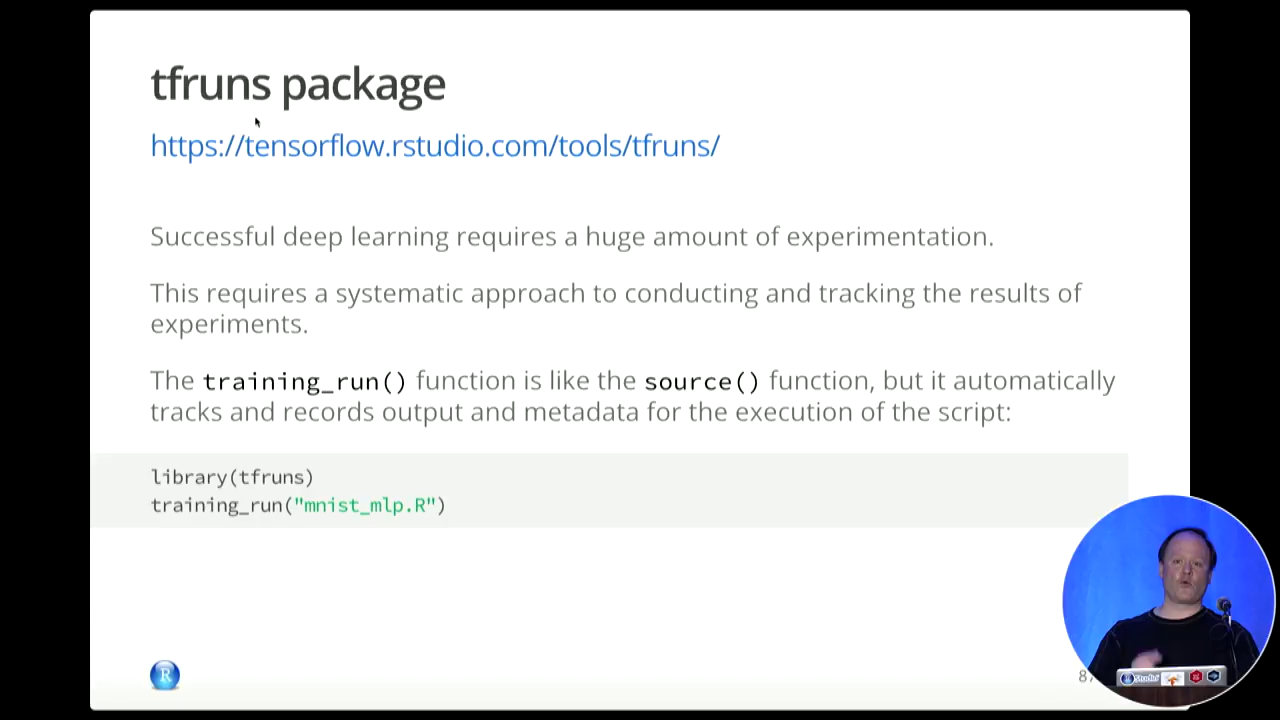 tfruns package
https://tensorflow.rstudio.com/tools/tfruns/
Successful deep learning requires a huge amount of experimentation.
This requires a systematic approach to conducting and tracking the results of
experiments.
The training_run() function is like the source() function, but it automatically
tracks and records output and metadata for the execution of the script:
library(tfruns)
training_run("mnist_mlp.R")
R
R Studio